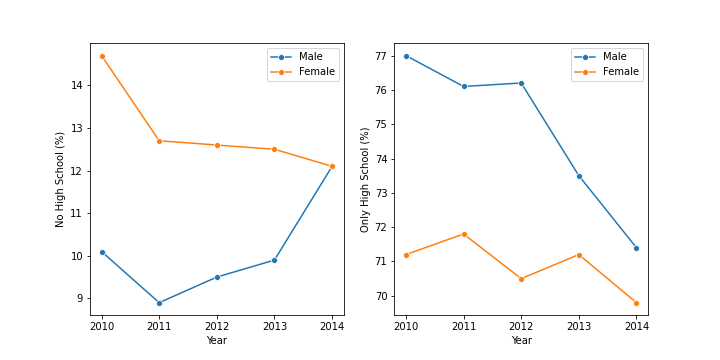 Male
Female
14
13
12
11
10
9
No High School (%)
2010 2011 2012 2013 2014
Year
Male
Female
77
76
75
74
73
72
71
70
Only High School (%)
2010 2011 2012 2013 2014
Year